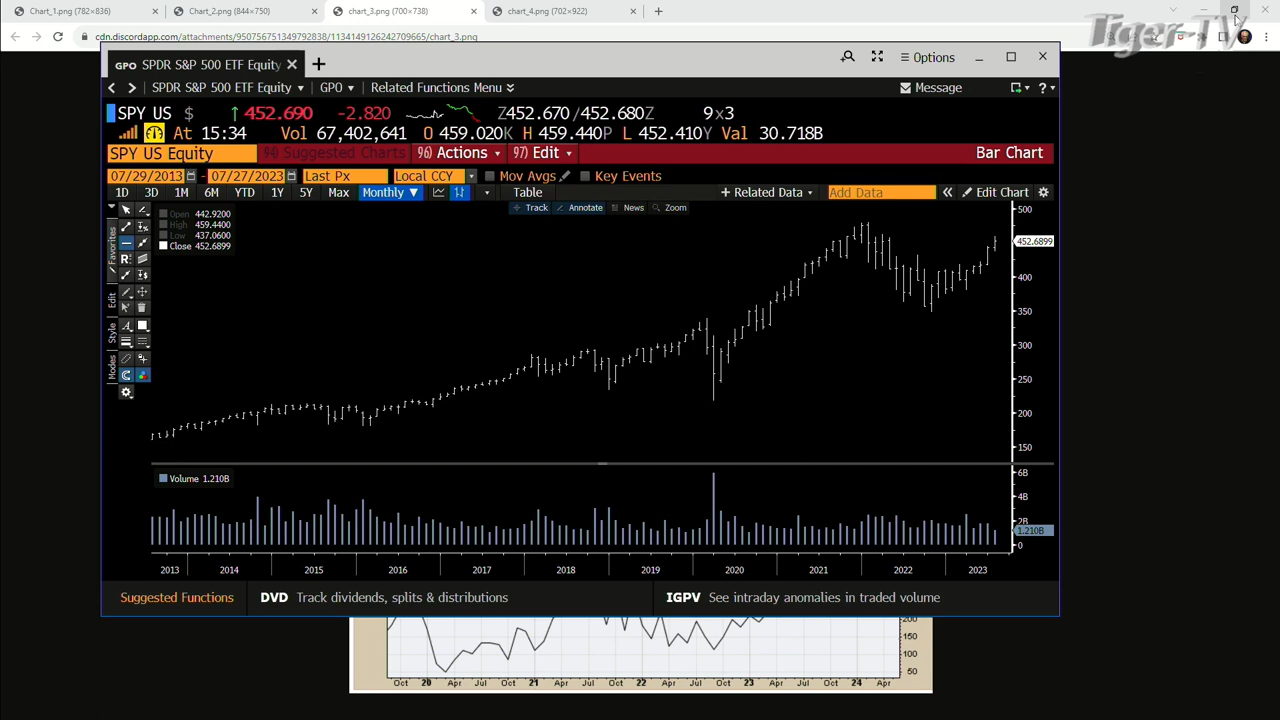 Chart_1.png (782×836)
Chart_2.png (844×750)
chart_3.png (700×738)
chart_4.png (702×922)
cdn.discordapp.com/attachments/950756351349792838/1134149126242709665/chart_3.png
Tiger-TV
GPO SPDR S&P 500 ETF Equity
Options
SPDR S&P 500 ETF Equity GPO Related Functions Menu
Message
SPY US $ ↑ 452.690 -2.820 Z452.670/452.680Z 9x3
At 15:34 Vol 67,402,641 O 459.020K H 459.440P L 452.410Y Val 30.718B
SPY US Equity 94) Suggested Charts 96) Actions 97) Edit Bar Chart
07/29/2013 - 07/27/2023 Last Px Local CCY Mov Avgs Key Events
1D 3D 1M 6M YTD 1Y 5Y Max Monthly ▼ Table + Related Data Add Data « Edit Chart
Track Annotate News Zoom
Open 442.9200
High 459.4400
Low 437.0600
Close 452.6899
Favorites
Edit
Style
Modes
500
452.6899
400
350
300
250
200
150
Volume 1.210B
6B
4B
2B
1.210B
0
2013 2014 2015 2016 2017 2018 2019 2020 2021 2022 2023
Suggested Functions DVD Track dividends, splits & distributions IGPV See intraday anomalies in traded volume
200
150
100
50
Oct 20 Apr Jul Oct 21 Apr Jul Oct 22 Apr Jul Oct 23 Apr Jul Oct 24 Apr